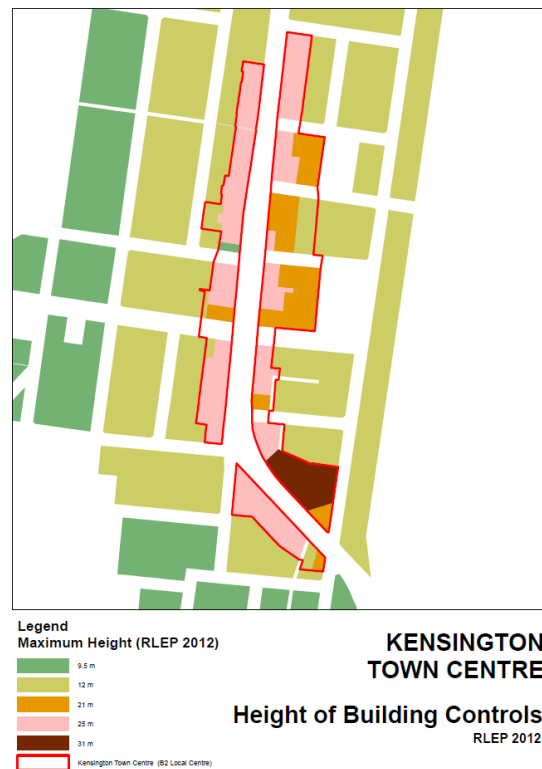 Legend
Maximum Height (RLEP 2012)
9.5 m
12 m
21 m
25 m
31 m
Kensington Town Centre (B2 Local Centre)
KENSINGTON
TOWN CENTRE
Height of Building Controls
RLEP 2012